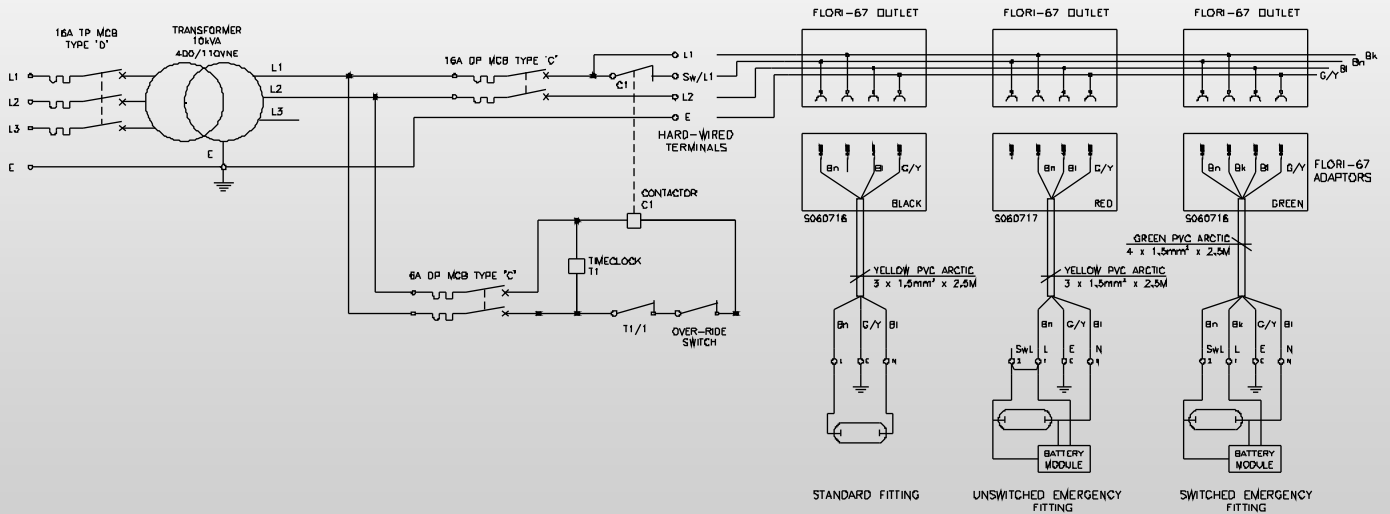 16A TP MCB
TYPE "D"
TRANSFORMER
10kVA
400/110VNE
L1
L2
L3
E
L1
L2
L3
E
16A DP MCB TYPE "C"
C1
L1
Sw/L1
L2
E
HARD-WIRED
TERMINALS
CONTACTOR
C1
TIMECLOCK
T1
6A DP MCB TYPE "C"
T1/1
OVER-RIDE
SWITCH
FLORI-67 OUTLET
FLORI-67 OUTLET
FLORI-67 OUTLET
Bk
Bn
Bl
G/Y
Bn
Bl
G/Y
BLACK
S060716
Bn
Bl
G/Y
RED
S060717
Bn
Bk
Bl
G/Y
GREEN
S060716
FLORI-67
ADAPTORS
YELLOW PVC ARCTIC
3 x 1,5mm² x 2,5M
YELLOW PVC ARCTIC
3 x 1,5mm² x 2,5M
GREEN PVC ARCTIC
4 x 1,5mm² x 2,5M
Bn
G/Y
Bl
L
E
N
Bn
G/Y
Bl
SwL
L
E
N
2
1
E
N
Bn
Bk
G/Y
Bl
SwL
L
E
N
2
1
E
N
BATTERY
MODULE
BATTERY
MODULE
STANDARD FITTING
UNSWITCHED EMERGENCY
FITTING
SWITCHED EMERGENCY
FITTING